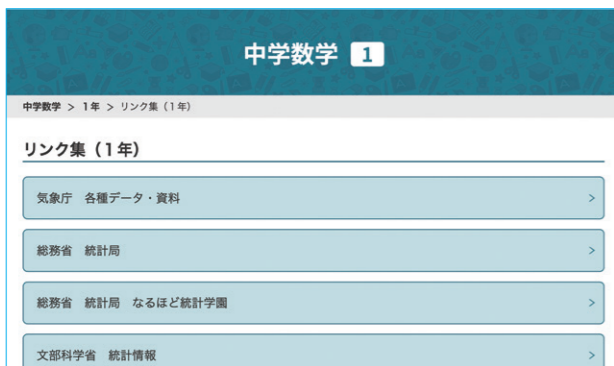 中学数学 1
中学数学 > 1年 > リンク集（1年）
リンク集（1年）
気象庁　各種データ・資料 >
総務省　統計局 >
総務省　統計局　なるほど統計学園 >
文部科学省　統計情報 >